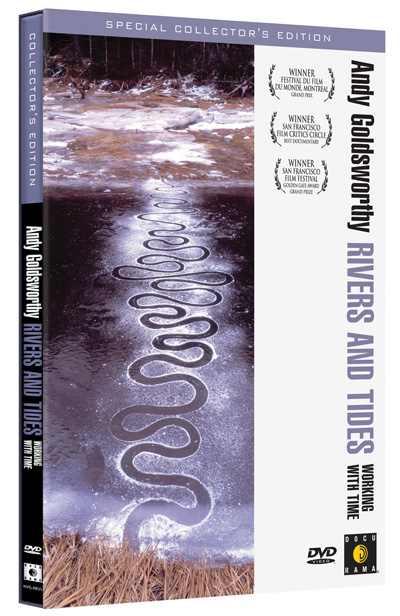 SPECIAL COLLECTOR'S EDITION
COLLECTOR'S EDITION
Andy Goldsworthy RIVERS AND TIDES WORKING
WITH TIME
DVD
WINNER
FESTIVAL DU FILM
DU MONDE, MONTREAL
GRAND PRIX
WINNER
SAN FRANCISCO
FILM CRITICS CIRCLE
BEST DOCUMENTARY
WINNER
SAN FRANCISCO
FILM FESTIVAL
GOLDEN GATE AWARD
GRAND PRIZE
Andy Goldsworthy RIVERS AND TIDES WORKING
WITH TIME
DVD
VIDEO
DOCU
RAMA